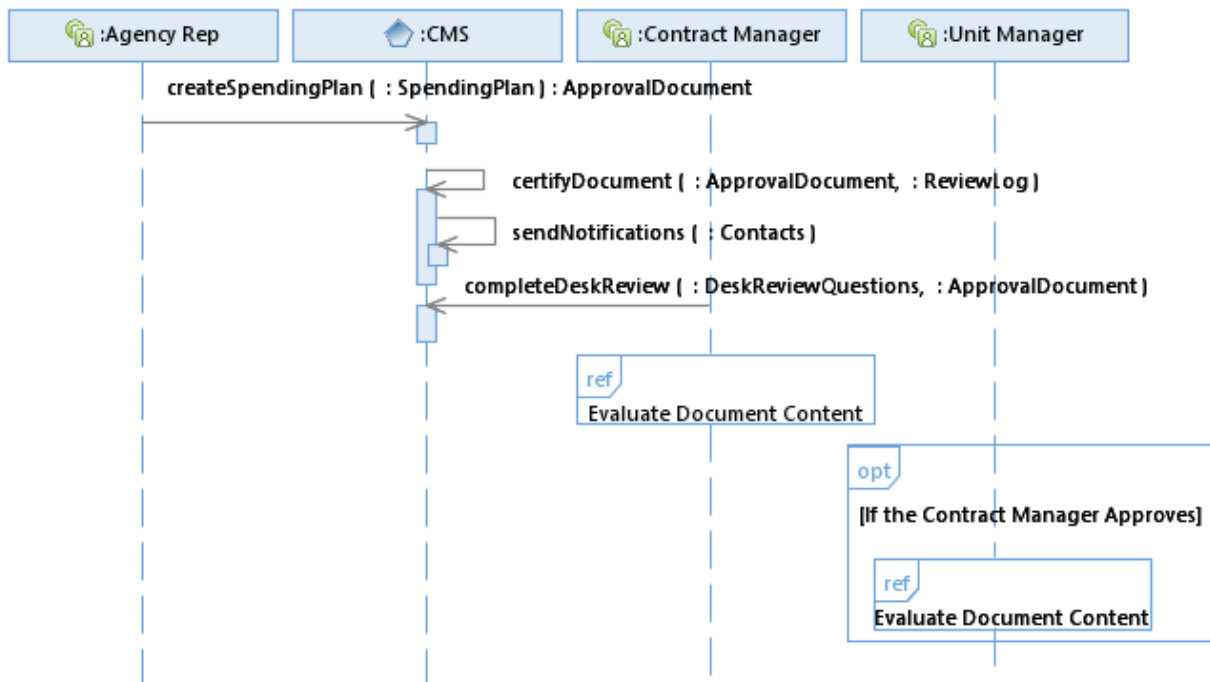 :Agency Rep
:CMS
:Contract Manager
:Unit Manager
createSpendingPlan ( : SpendingPlan ) : ApprovalDocument
certifyDocument ( : ApprovalDocument, : ReviewLog )
sendNotifications ( : Contacts )
completeDeskReview ( : DeskReviewQuestions, : ApprovalDocument )
ref
Evaluate Document Content
opt
[If the Contract Manager Approves]
ref
Evaluate Document Content